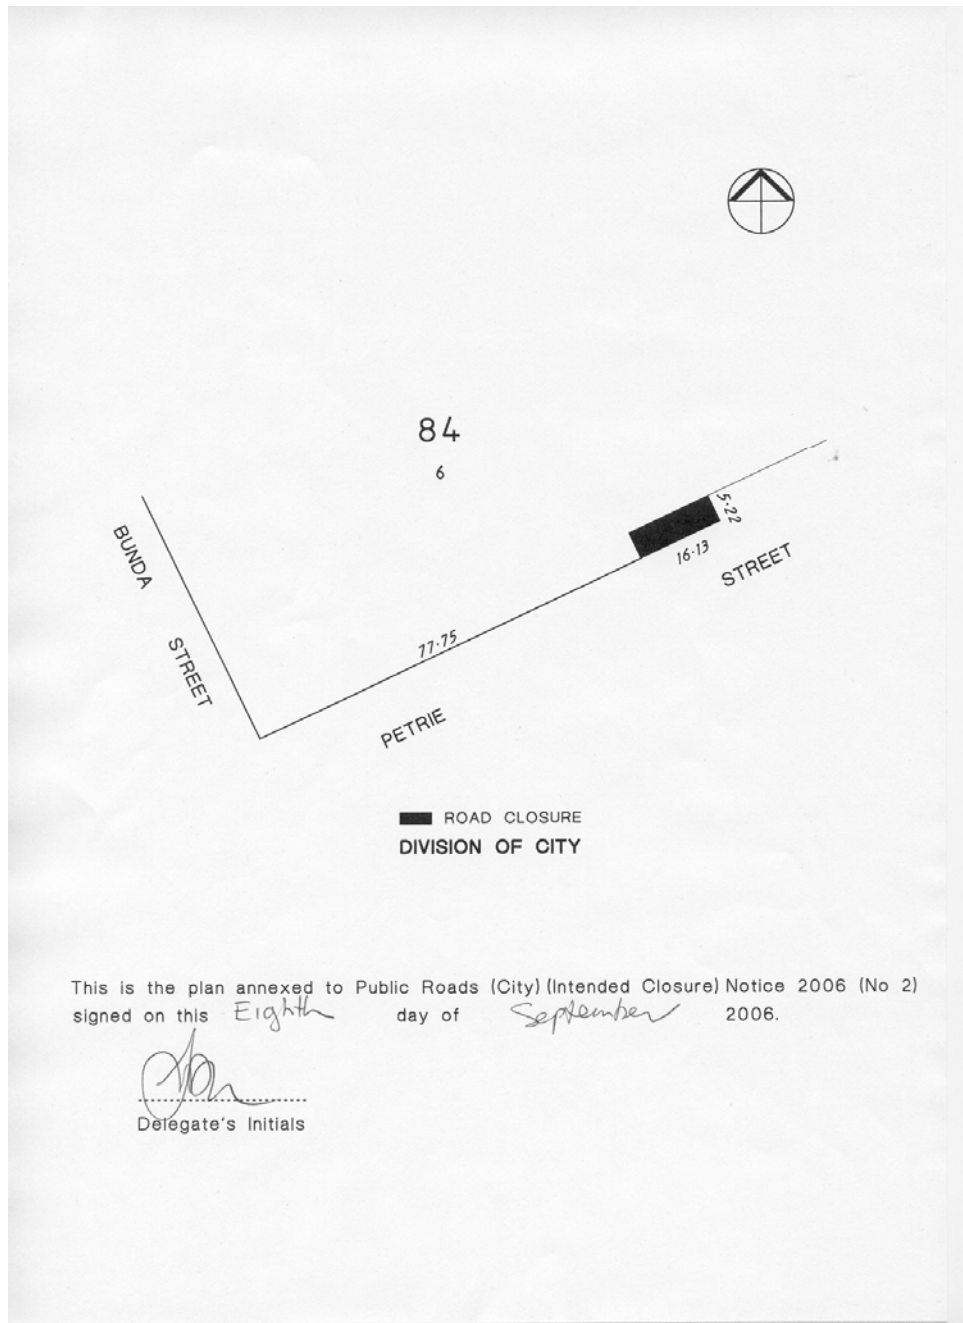 84
6
BUNDA
STREET
5·22
16·13
STREET
77·75
PETRIE
ROAD CLOSURE
DIVISION OF CITY
This is the plan annexed to Public Roads (City) (Intended Closure) Notice 2006 (No 2)
signed on this Eighth day of September 2006.
Delegate's Initials